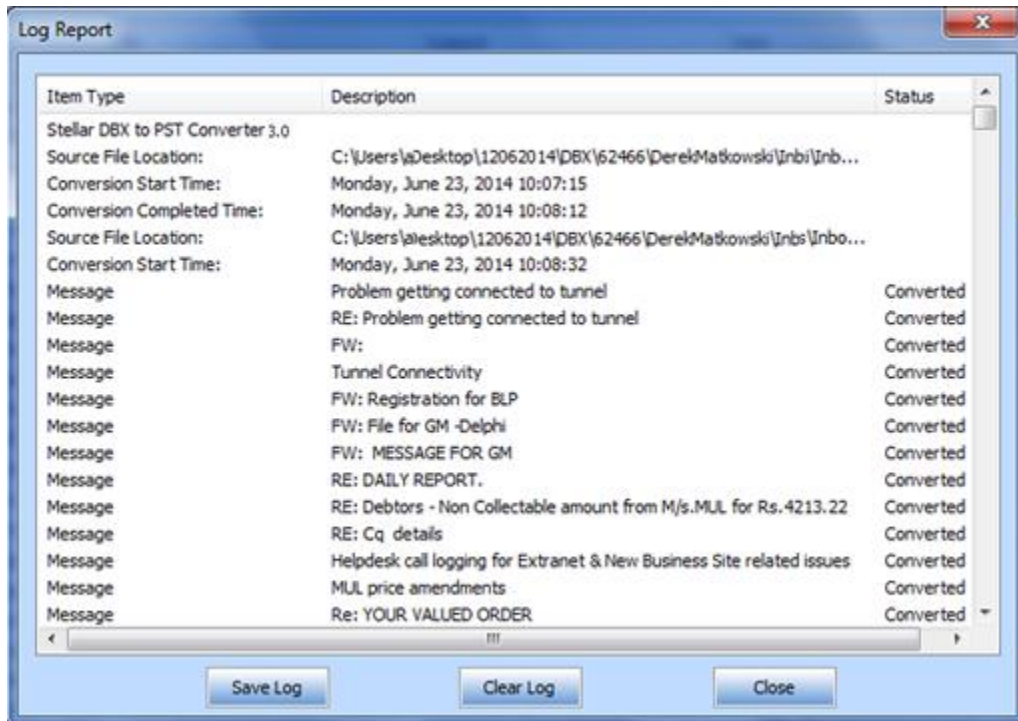 Log Report
Item Type Description Status
Stellar DBX to PST Converter 3.0
Source File Location: C:\Users\aDesktop\12062014\DBX\62466\DerekMatkowski\Inbi\Inb...
Conversion Start Time: Monday, June 23, 2014 10:07:15
Conversion Completed Time: Monday, June 23, 2014 10:08:12
Source File Location: C:\Users\alesktop\12062014\DBX\62466\DerekMatkowski\Inbs\Inbo...
Conversion Start Time: Monday, June 23, 2014 10:08:32
Message Problem getting connected to tunnel Converted
Message RE: Problem getting connected to tunnel Converted
Message FW: Converted
Message Tunnel Connectivity Converted
Message FW: Registration for BLP Converted
Message FW: File for GM -Delphi Converted
Message FW:  MESSAGE FOR GM Converted
Message RE: DAILY REPORT. Converted
Message RE: Debtors - Non Collectable amount from M/s.MUL for Rs.4213.22 Converted
Message RE: Cq  details Converted
Message Helpdesk call logging for Extranet & New Business Site related issues Converted
Message MUL price amendments Converted
Message Re: YOUR VALUED ORDER Converted
Save Log Clear Log Close